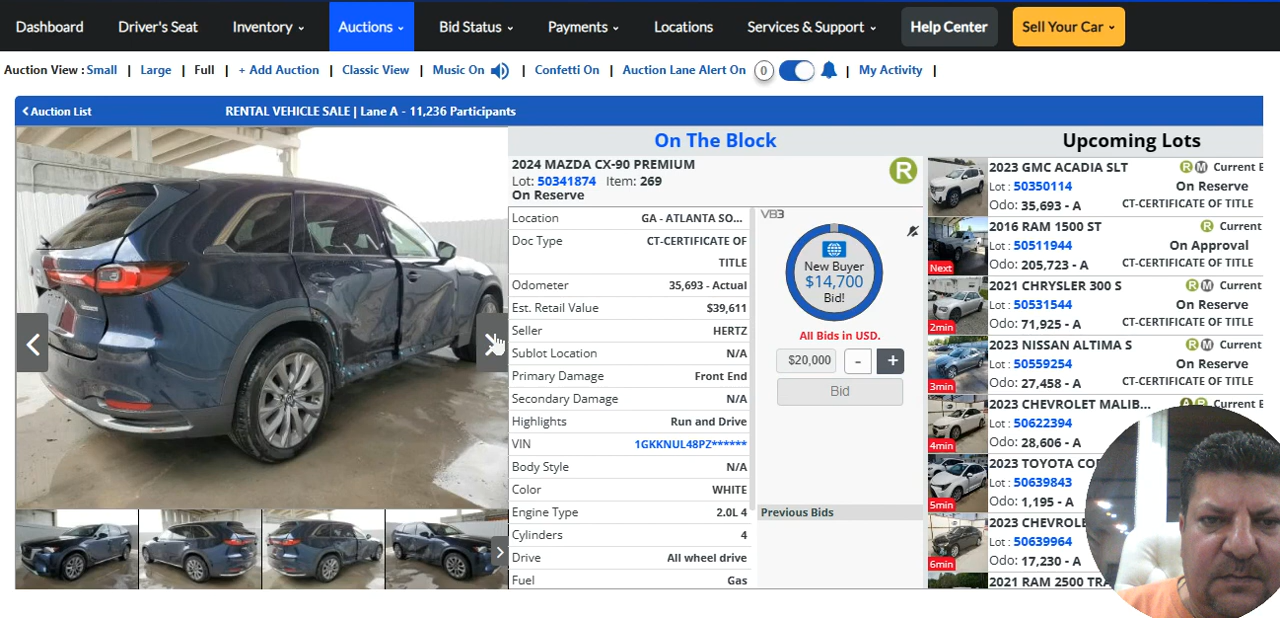 Dashboard Driver's Seat Inventory Auctions Bid Status Payments Locations Services & Support Help Center Sell Your Car
Auction View : Small | Large | Full | + Add Auction | Classic View | Music On | Confetti On | Auction Lane Alert On 0 | My Activity |
Auction List RENTAL VEHICLE SALE | Lane A - 11,236 Participants
On The Block
2024 MAZDA CX-90 PREMIUM
Lot: 50341874 Item: 269
On Reserve
R
Location GA - ATLANTA SO...
Doc Type CT-CERTIFICATE OF
TITLE
Odometer 35,693 - Actual
Est. Retail Value $39,611
Seller HERTZ
Sublot Location N/A
Primary Damage Front End
Secondary Damage N/A
Highlights Run and Drive
VIN 1GKKNUL48PZ******
Body Style N/A
Color WHITE
Engine Type 2.0L 4
Cylinders 4
Drive All wheel drive
Fuel Gas
VB3
New Buyer
$14,700
Bid!
All Bids in USD.
$20,000 - +
Bid
Previous Bids
Upcoming Lots
2023 GMC ACADIA SLT R M Current B
Lot : 50350114 On Reserve
Odo: 35,693 - A CT-CERTIFICATE OF TITLE
2016 RAM 1500 ST R Current
Lot : 50511944 On Approval
Next Odo: 205,723 - A CT-CERTIFICATE OF TITLE
2021 CHRYSLER 300 S R M Current
Lot : 50531544 On Reserve
2min Odo: 71,925 - A CT-CERTIFICATE OF TITLE
2023 NISSAN ALTIMA S R M Current
Lot : 50559254 On Reserve
3min Odo: 27,458 - A CT-CERTIFICATE OF TITLE
2023 CHEVROLET MALIB... A R Current B
Lot : 50622394
4min Odo: 28,606 - A
2023 TOYOTA CO
Lot : 50639843
5min Odo: 1,195 - A
2023 CHEVROLE
Lot : 50639964
6min Odo: 17,230 - A
2021 RAM 2500 TRA